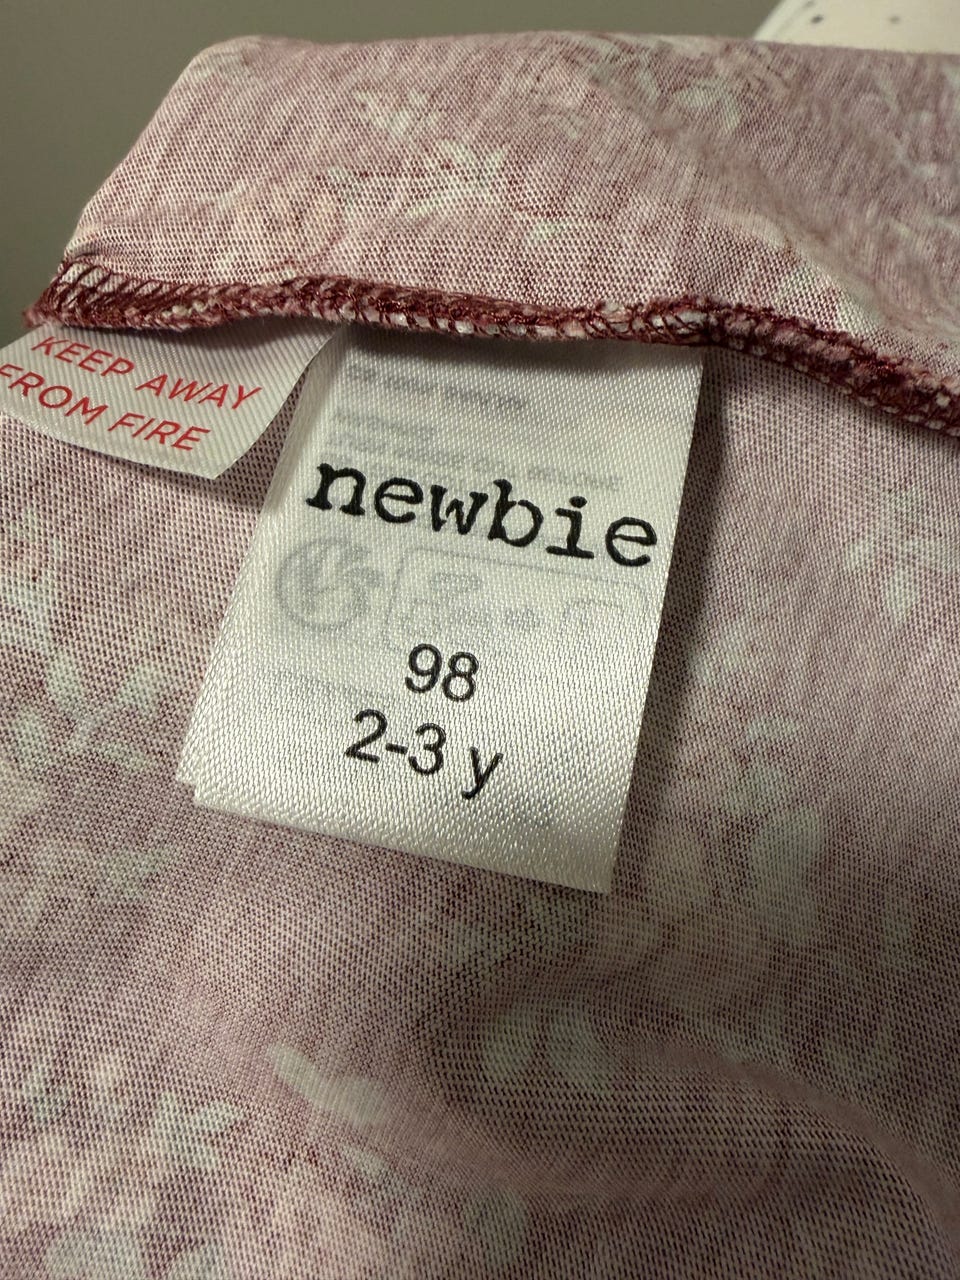 KEEP AWAY
FROM FIRE
newbie
98
2-3 y